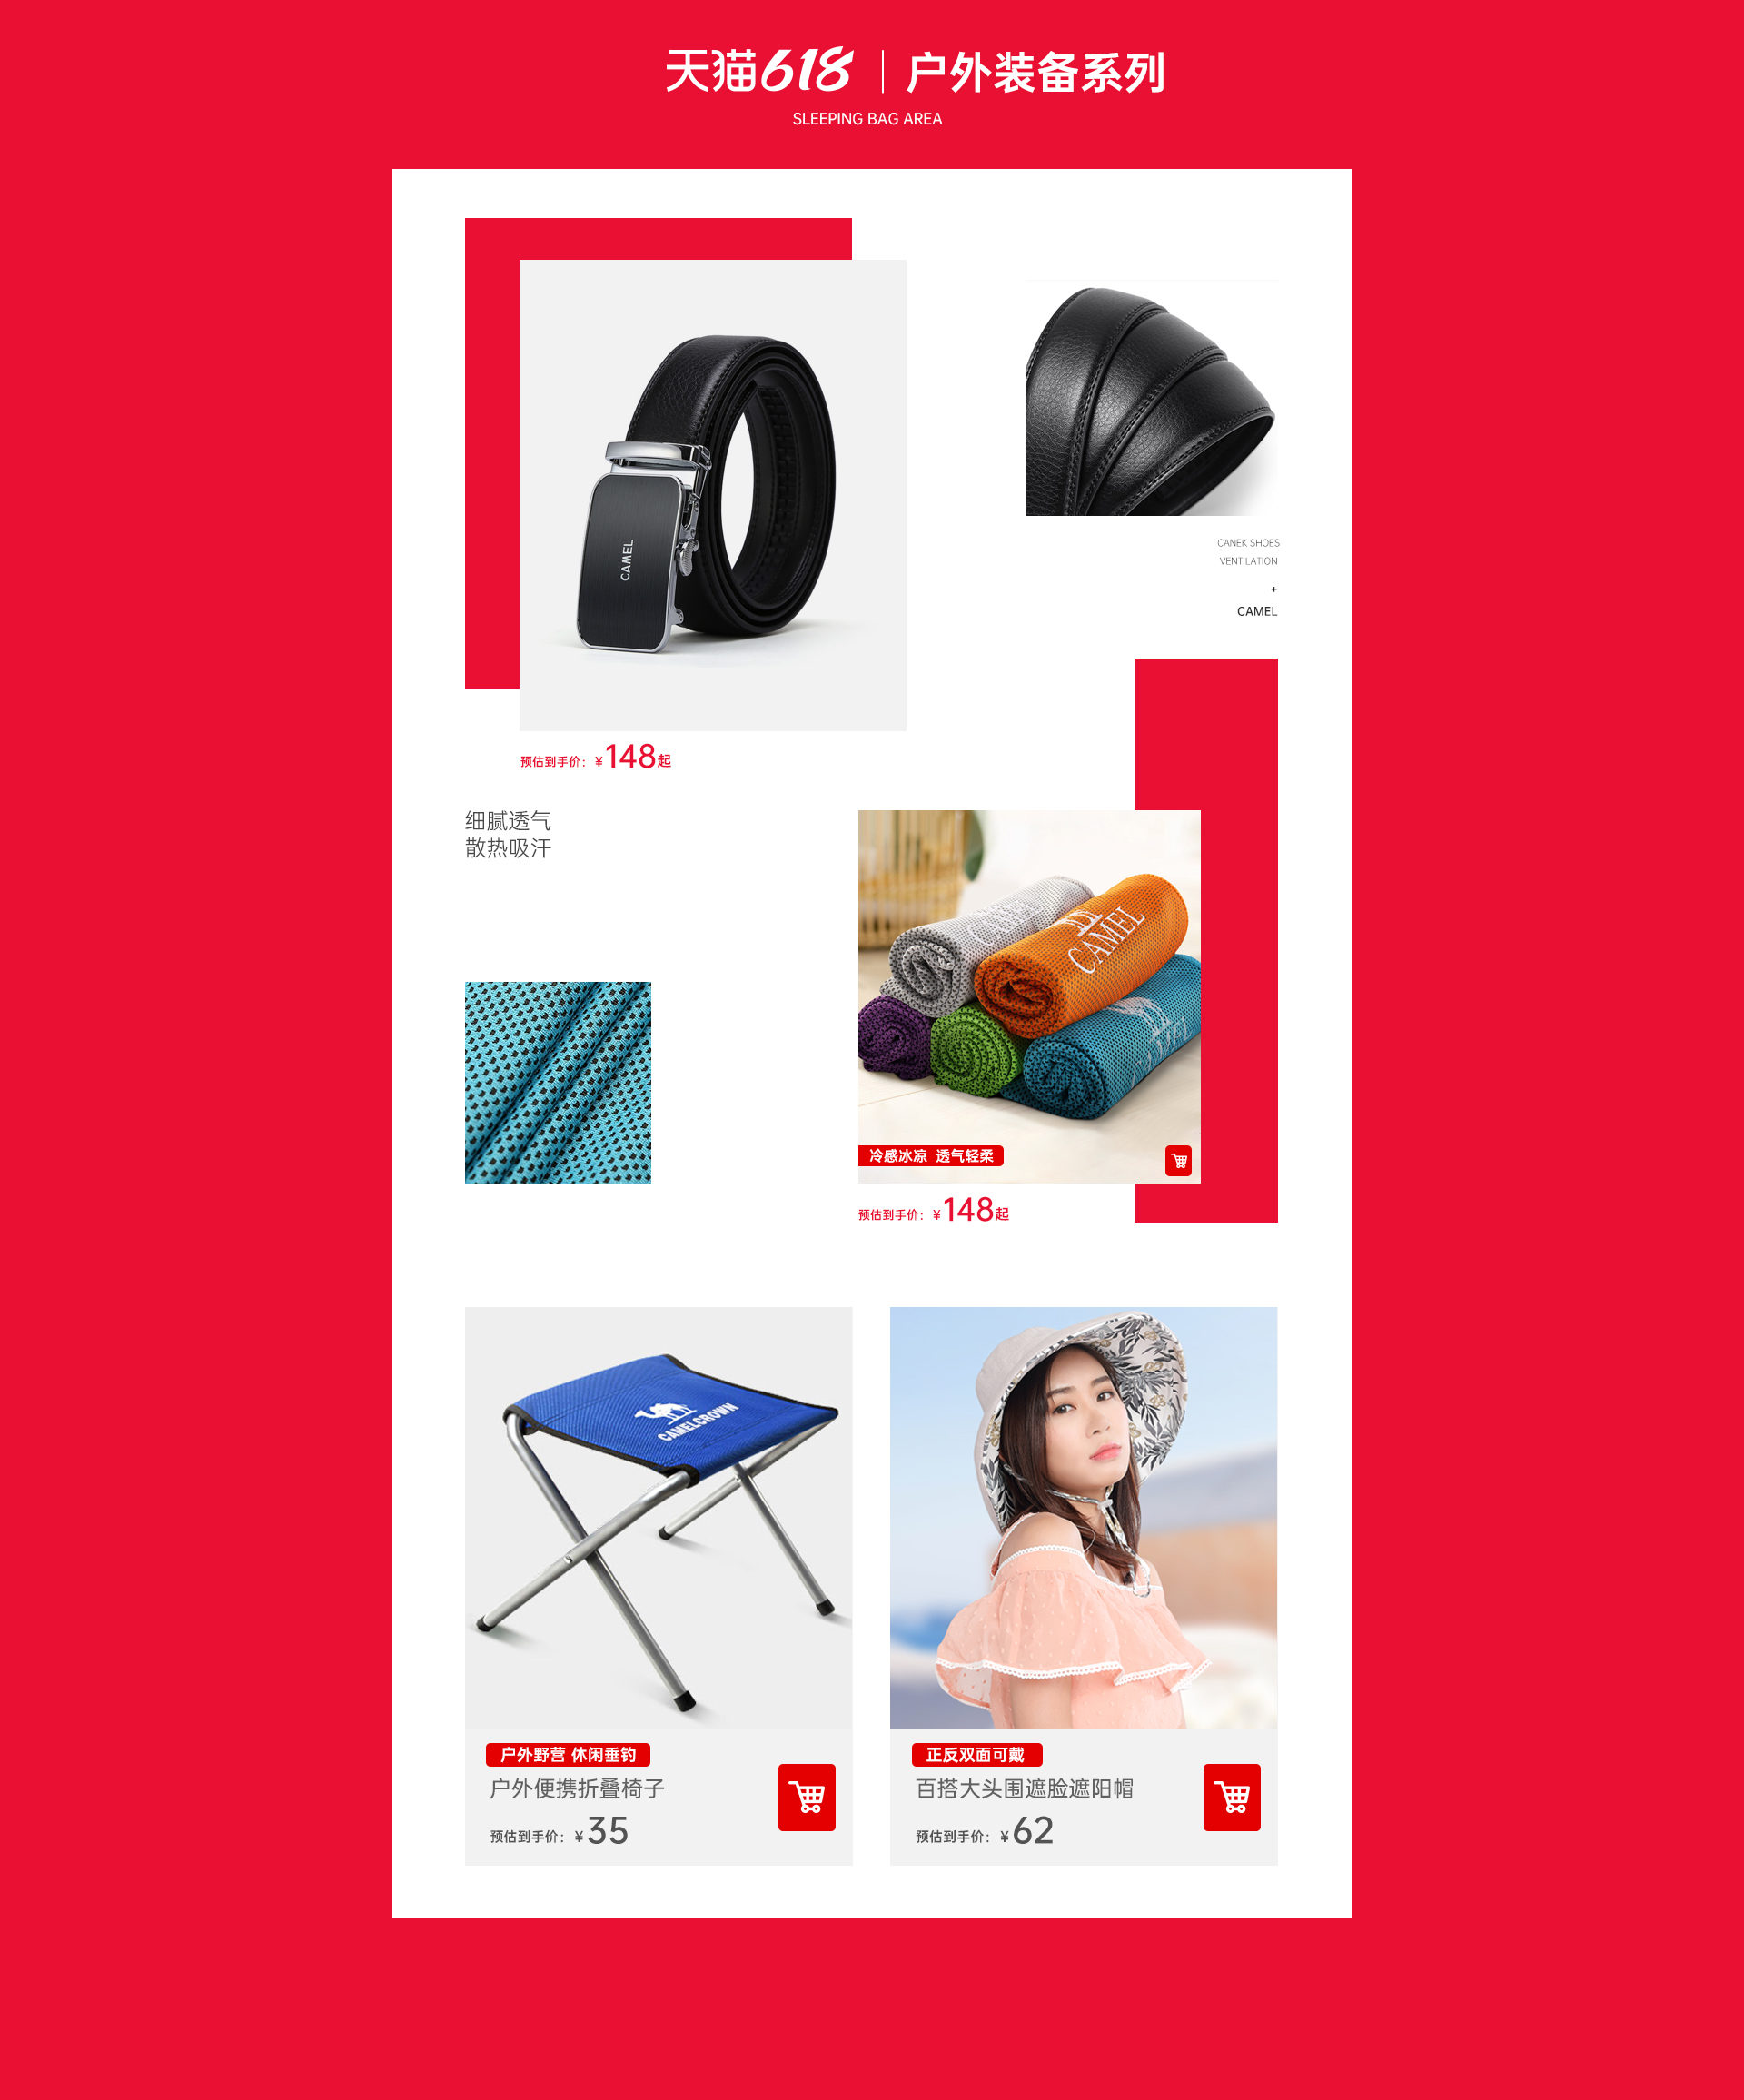 天猫618 | 户外装备系列
SLEEPING BAG AREA
CAMEL
CANEK SHOES
VENTILATION
+
CAMEL
预估到手价：¥148起
细腻透气
散热吸汗
CAMEL
CAMEL
冷感冰凉 透气轻柔
预估到手价：¥148起
CAMELCROWN
户外野营 休闲垂钓
户外便携折叠椅子
预估到手价：¥35
正反双面可戴
百搭大头围遮脸遮阳帽
预估到手价：¥62